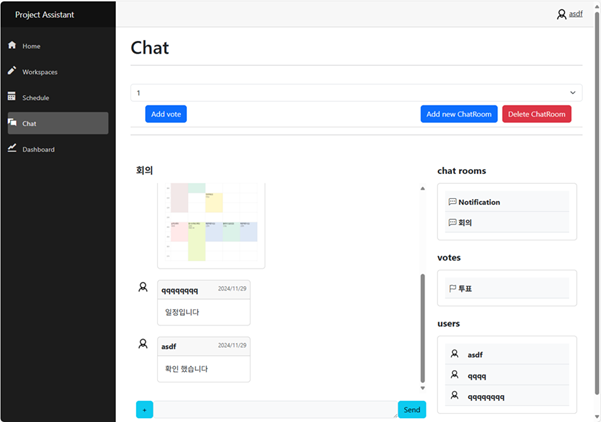 Project Assistant
asdf
Home
Workspaces
Schedule
Chat
Dashboard
Chat
1
Add vote
Add new ChatRoom
Delete ChatRoom
회의
qqqqqqqq 2024/11/29
일정입니다
asdf 2024/11/29
확인 했습니다
+
Send
chat rooms
Notification
회의
votes
투표
users
asdf
qqqq
qqqqqqqq